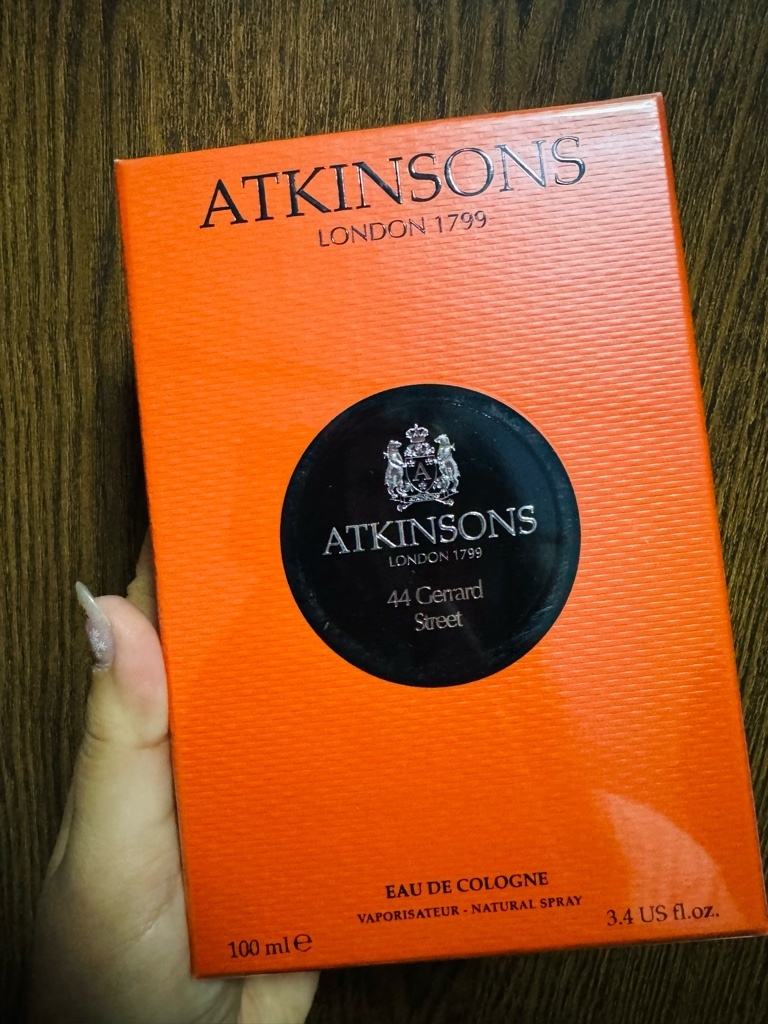 ATKINSONS
LONDON 1799
A
ATKINSONS
LONDON 1799
44 Gerrard
Street
EAU DE COLOGNE
VAPORISATEUR - NATURAL SPRAY
100 ml ℮
3.4 US fl.oz.